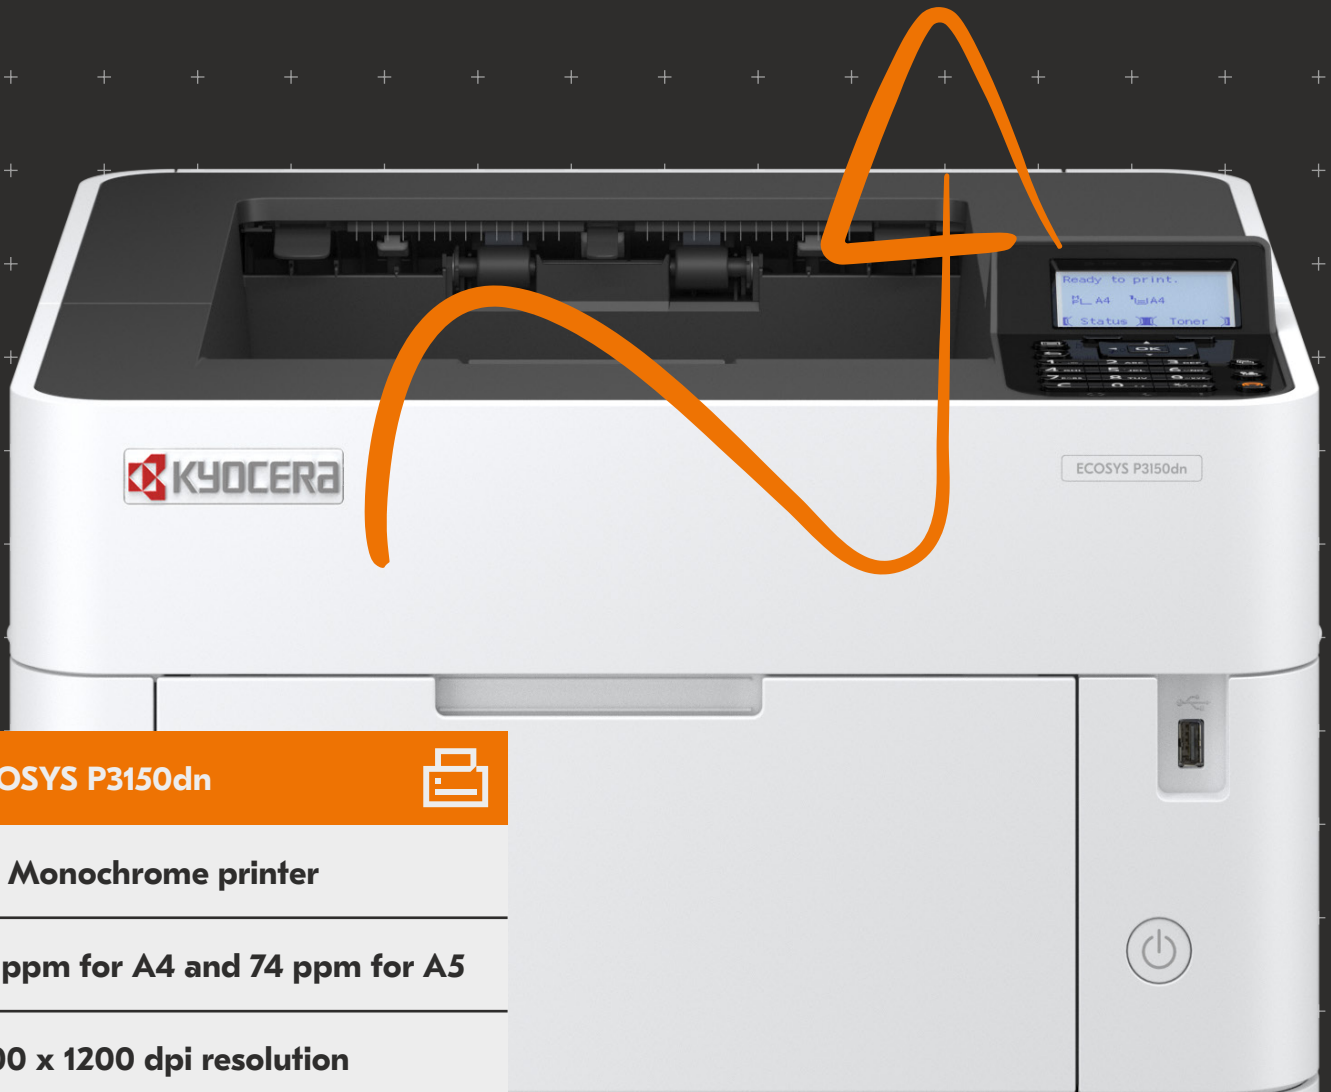 Ready to print.
A4 A4
Status Toner
OK
KYOCERA
ECOSYS P3150dn
OSYS P3150dn
Monochrome printer
ppm for A4 and 74 ppm for A5
00 x 1200 dpi resolution